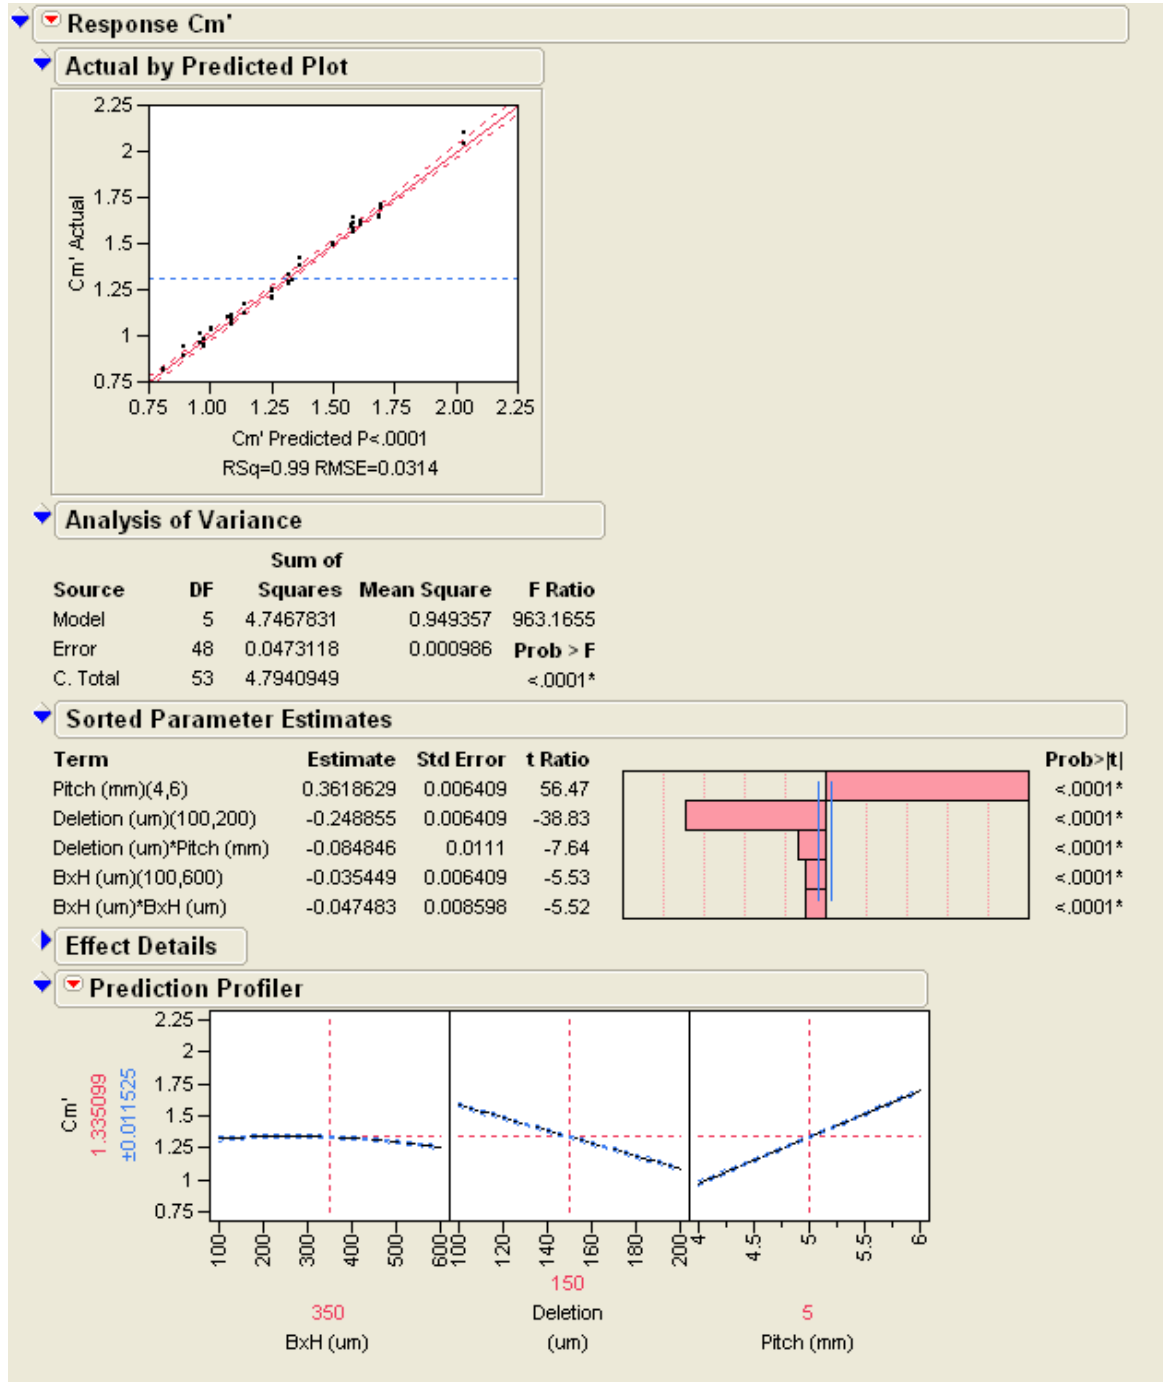 Response Cm'
Actual by Predicted Plot
2.25
2
1.75
1.5
1.25
1
0.75
Cm' Actual
0.75 1.00 1.25 1.50 1.75 2.00 2.25
Cm' Predicted P<.0001
RSq=0.99 RMSE=0.0314
Analysis of Variance
Sum of
Source DF Squares Mean Square F Ratio
Model 5 4.7467831 0.949357 963.1655
Error 48 0.0473118 0.000986 Prob > F
C. Total 53 4.7940949 <.0001*
Sorted Parameter Estimates
Term Estimate Std Error t Ratio Prob>|t|
Pitch (mm)(4,6) 0.3618629 0.006409 56.47 <.0001*
Deletion (um)(100,200) -0.248855 0.006409 -38.83 <.0001*
Deletion (um)*Pitch (mm) -0.084846 0.0111 -7.64 <.0001*
BxH (um)(100,600) -0.035449 0.006409 -5.53 <.0001*
BxH (um)*BxH (um) -0.047483 0.008598 -5.52 <.0001*
Effect Details
Prediction Profiler
Cm'
1.335099
±0.011525
2.25
2
1.75
1.5
1.25
1
0.75
100 200 300 400 500 600 100 120 140 160 180 200 4 4.5 5 5.5 6
150
350 Deletion 5
BxH (um) (um) Pitch (mm)